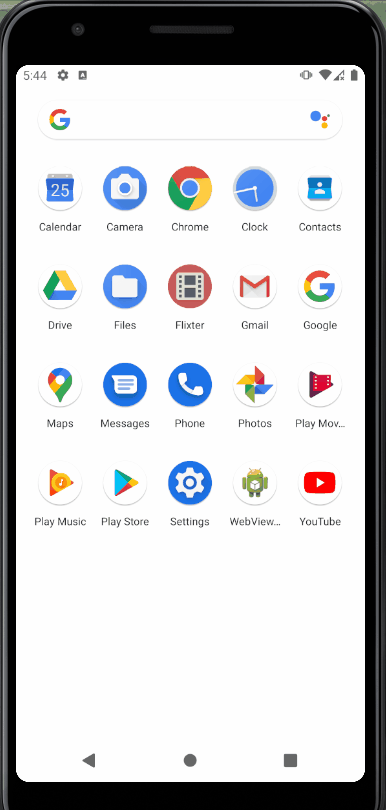 5:44
25
Calendar Camera Chrome Clock Contacts
Drive Files Flixter Gmail Google
Maps Messages Phone Photos Play Mov...
Play Music Play Store Settings WebView... YouTube